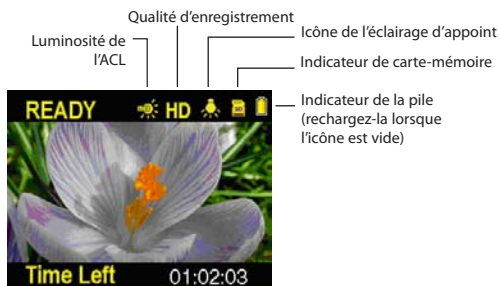 Qualité d'enregistrement
Luminosité de
l'ACL
Icône de l'éclairage d'appoint
Indicateur de carte-mémoire
Indicateur de la pile
(rechargez-la lorsque
l'icône est vide)
READY HD
Time Left 01:02:03